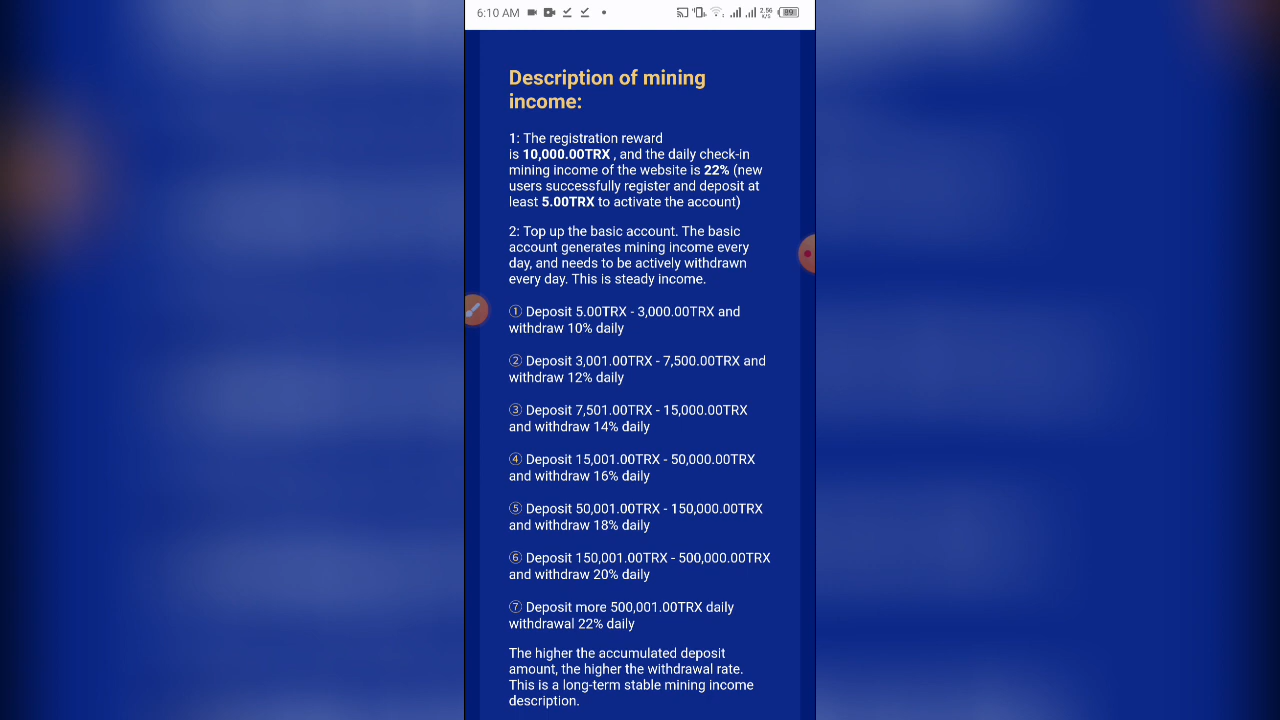 6:10 AM
2.56
K/S
89
Description of mining
income:
1: The registration reward
is 10,000.00TRX , and the daily check-in
mining income of the website is 22% (new
users successfully register and deposit at
least 5.00TRX to activate the account)
2: Top up the basic account. The basic
account generates mining income every
day, and needs to be actively withdrawn
every day. This is steady income.
① Deposit 5.00TRX - 3,000.00TRX and
withdraw 10% daily
② Deposit 3,001.00TRX - 7,500.00TRX and
withdraw 12% daily
③ Deposit 7,501.00TRX - 15,000.00TRX
and withdraw 14% daily
④ Deposit 15,001.00TRX - 50,000.00TRX
and withdraw 16% daily
⑤ Deposit 50,001.00TRX - 150,000.00TRX
and withdraw 18% daily
⑥ Deposit 150,001.00TRX - 500,000.00TRX
and withdraw 20% daily
⑦ Deposit more 500,001.00TRX daily
withdrawal 22% daily
The higher the accumulated deposit
amount, the higher the withdrawal rate.
This is a long-term stable mining income
description.